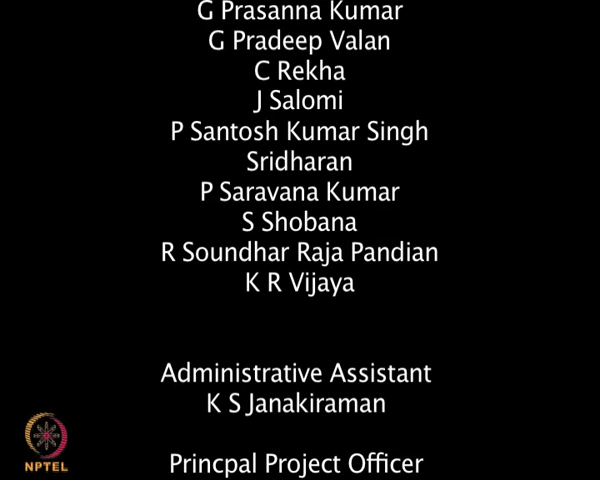 G Prasanna Kumar
G Pradeep Valan
C Rekha
J Salomi
P Santosh Kumar Singh
Sridharan
P Saravana Kumar
S Shobana
R Soundhar Raja Pandian
K R Vijaya
Administrative Assistant
K S Janakiraman
Princpal Project Officer
NPTEL